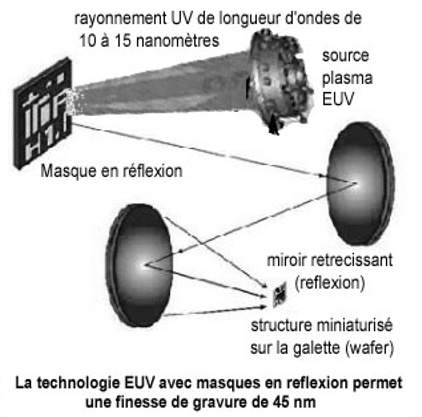 rayonnement UV de longueur d'ondes de
10 à 15 nanomètres
source
plasma
EUV
Masque en réflexion
miroir retrecissant
(reflexion)
structure miniaturisé
sur la galette (wafer)
La technologie EUV avec masques en reflexion permet
une finesse de gravure de 45 nm